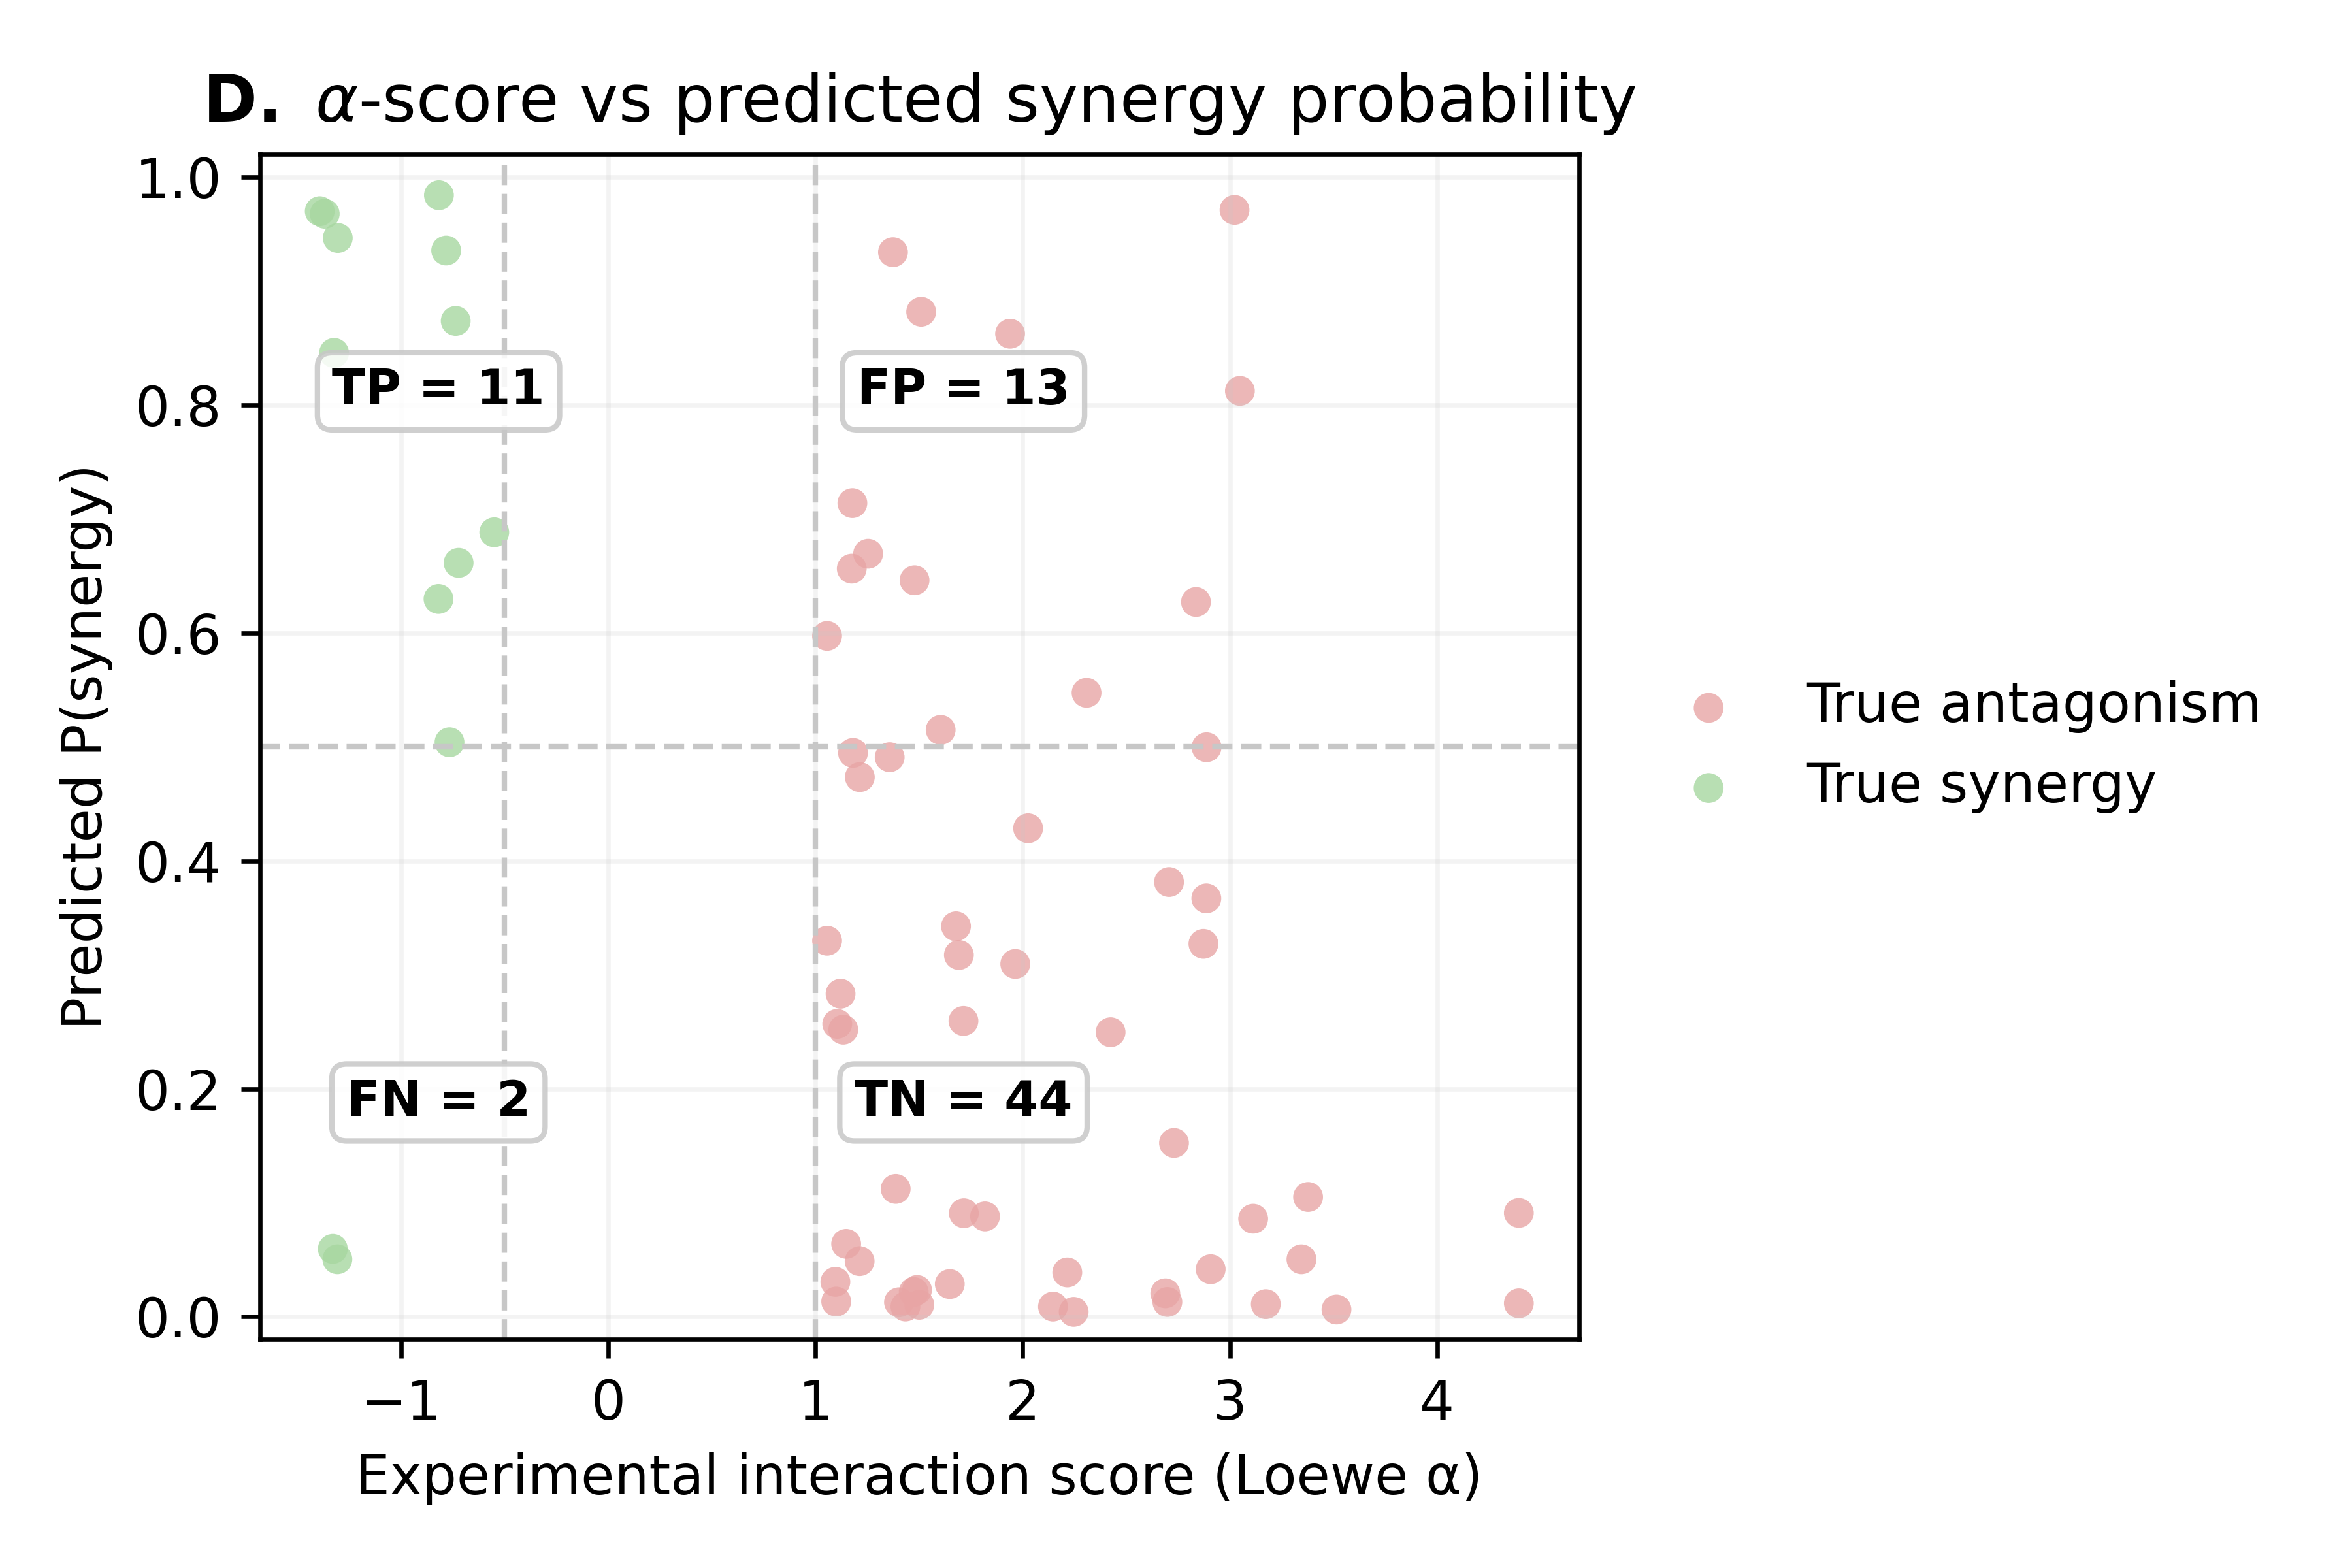 D. α-score vs predicted synergy probability
Predicted P(synergy)
1.0
0.8
0.6
0.4
0.2
0.0
TP = 11
FP = 13
FN = 2
TN = 44
True antagonism
True synergy
−1 0 1 2 3 4
Experimental interaction score (Loewe α)